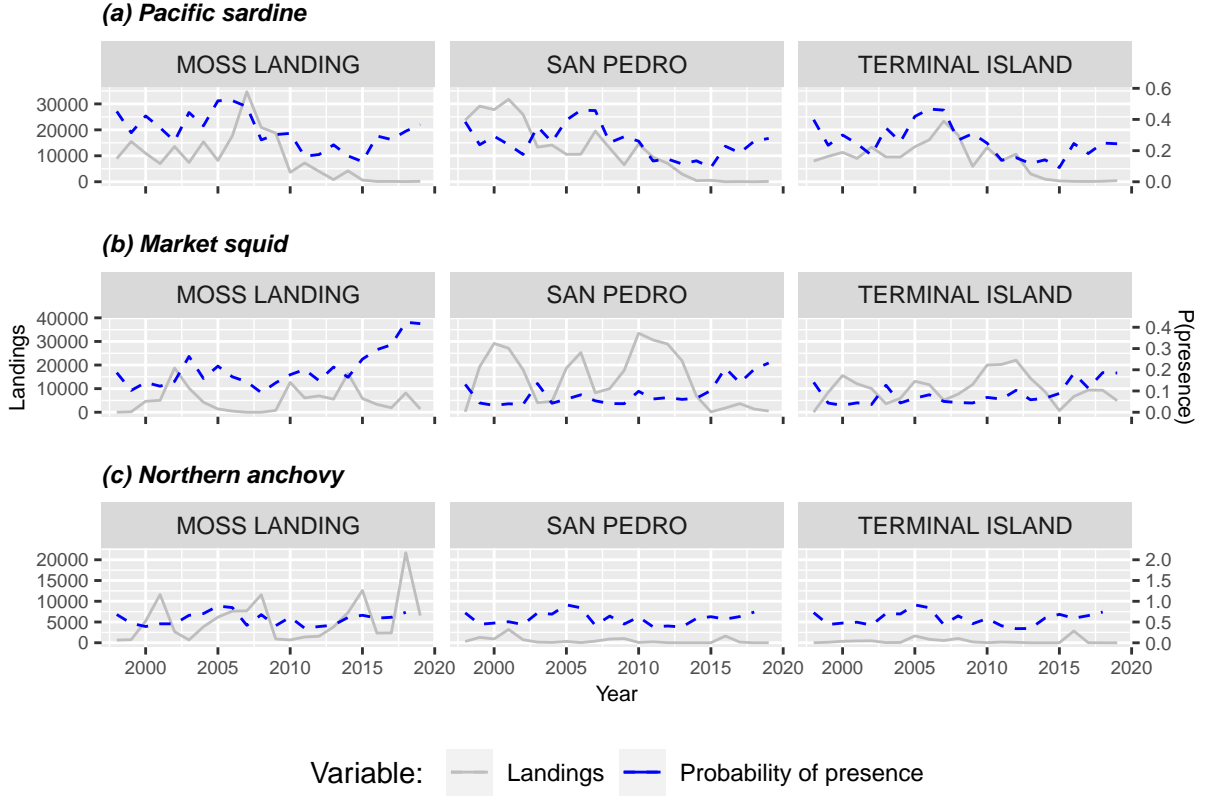 (a) Pacific sardine
MOSS LANDING SAN PEDRO TERMINAL ISLAND
30000
20000
10000
0
0.6
0.4
0.2
0.0
(b) Market squid
MOSS LANDING SAN PEDRO TERMINAL ISLAND
Landings
40000
30000
20000
10000
0
0.4
0.3
0.2
0.1
0.0
P(presence)
(c) Northern anchovy
MOSS LANDING SAN PEDRO TERMINAL ISLAND
20000
15000
10000
5000
0
2.0
1.5
1.0
0.5
0.0
2000 2005 2010 2015 2020 2000 2005 2010 2015 2020 2000 2005 2010 2015 2020
Year
Variable: Landings Probability of presence